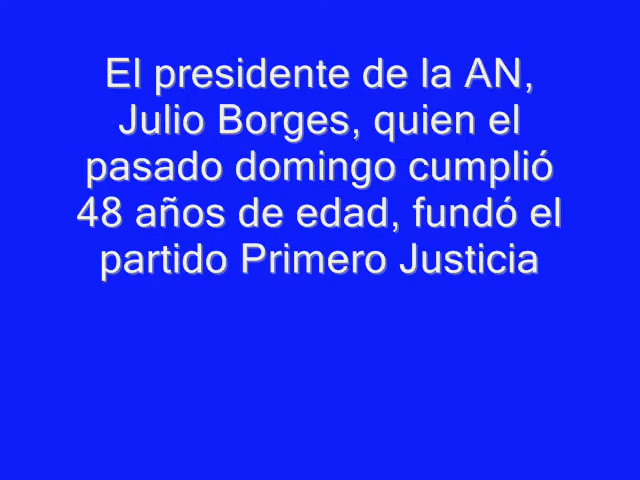 El presidente de la AN,
Julio Borges, quien el
pasado domingo cumplió
48 años de edad, fundó el
partido Primero Justicia